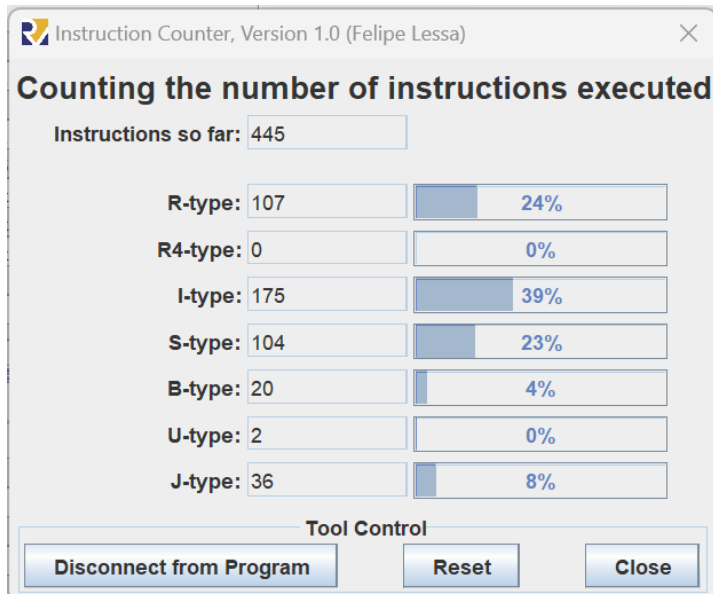 Instruction Counter, Version 1.0 (Felipe Lessa)
Counting the number of instructions executed
Instructions so far: 445
R-type: 107 24%
R4-type: 0 0%
I-type: 175 39%
S-type: 104 23%
B-type: 20 4%
U-type: 2 0%
J-type: 36 8%
Tool Control
Disconnect from Program Reset Close